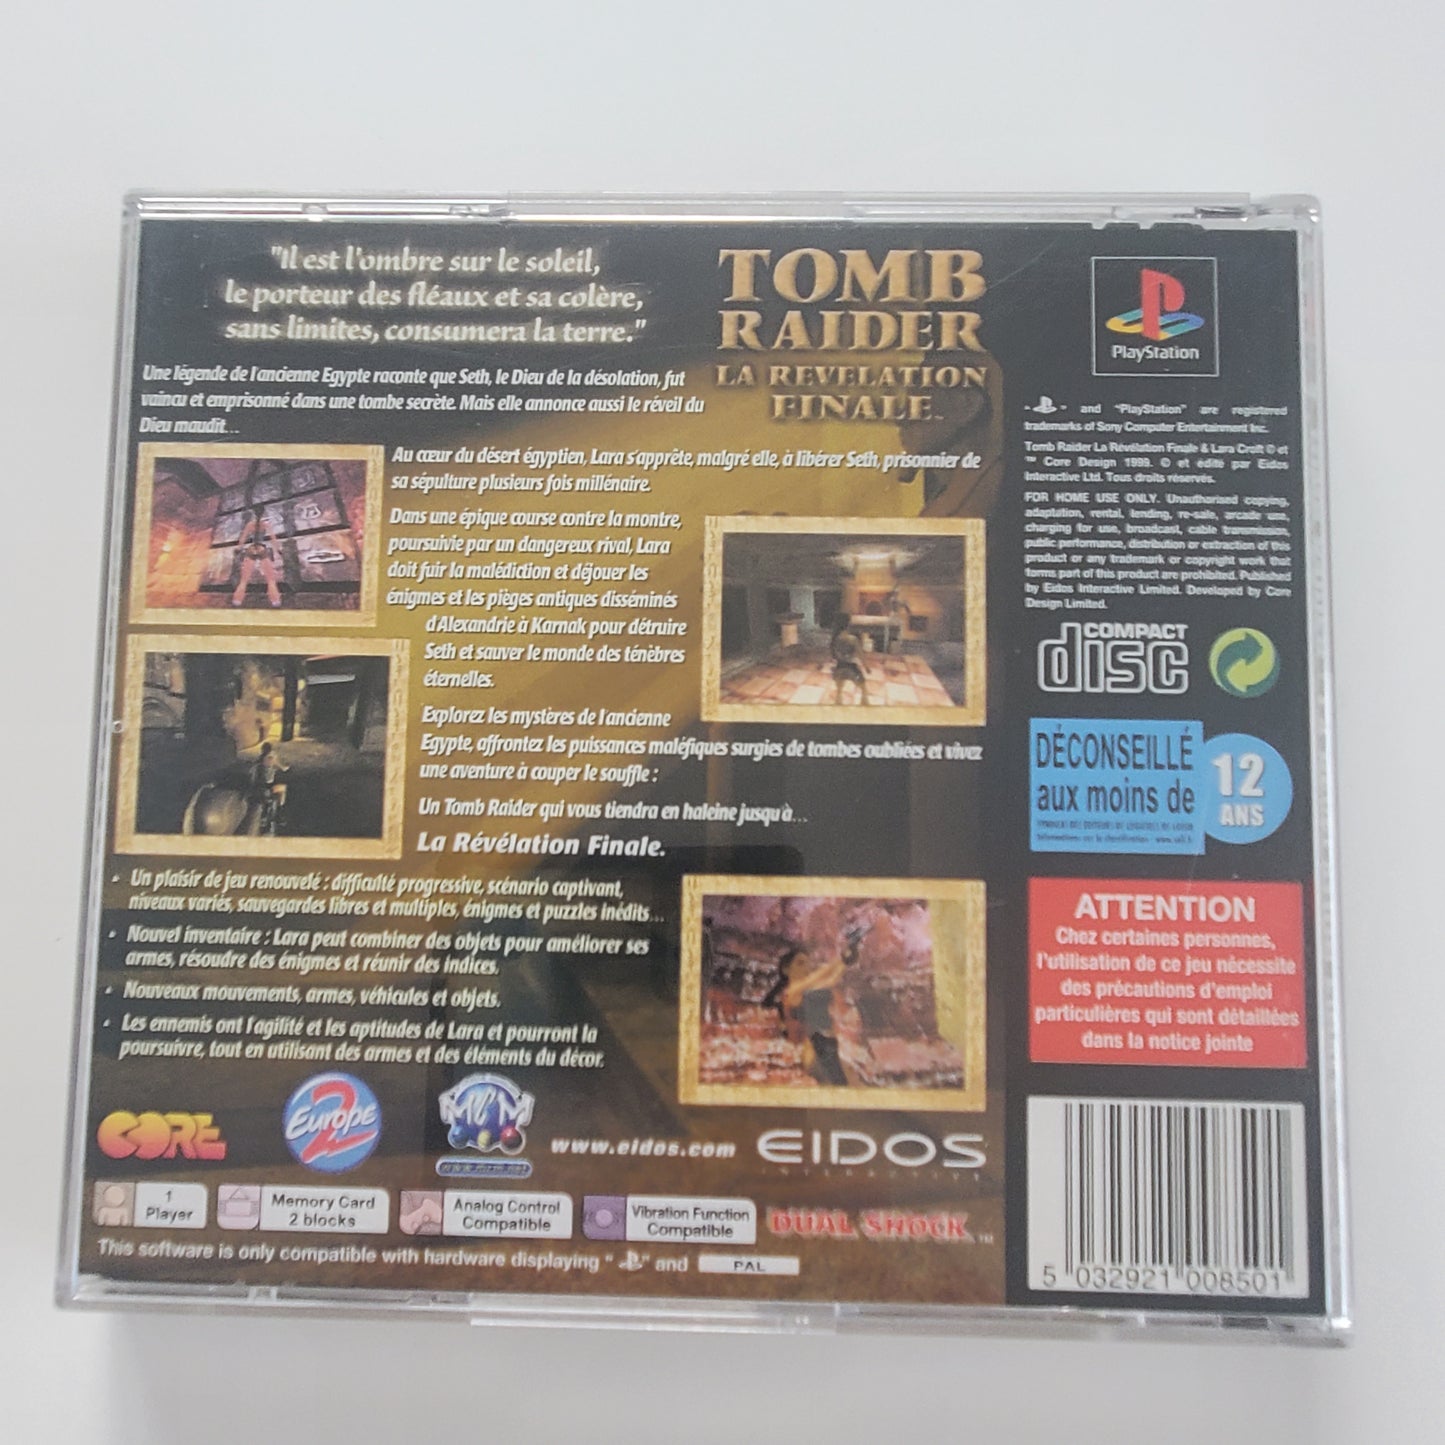 "Il est l'ombre sur le soleil,
le porteur des fléaux et sa colère,
sans limites, consumera la terre."
TOMB
RAIDER
LA REVELATION
FINALE™
Une légende de l'ancienne Egypte raconte que Seth, le Dieu de la désolation, fut
vaincu et emprisonné dans une tombe secrète. Mais elle annonce aussi le réveil du
Dieu maudit...
Au cœur du désert égyptien, Lara s'apprète, malgré elle, à libérer Seth, prisonnier de
sa sépulture plusieurs fois millénaire.
Dans une épique course contre la montre,
poursuivie par un dangereux rival, Lara
doit fuir la malédiction et déjouer les
énigmes et les pièges antiques disséminés
d'Alexandrie à Karnak pour détruire
Seth et sauver le monde des ténèbres
éternelles.
Explorez les mystères de l'ancienne
Egypte, affrontez les puissances maléfiques surgies de tombes oubliées et vivez
une aventure à couper le souffle :
Un Tomb Raider qui vous tiendra en haleine jusqu'à...
La Révélation Finale.
• Un plaisir de jeu renouvelé : difficulté progressive, scénario captivant,
niveaux variés, sauvegardes libres et multiples, énigmes et puzzles inédits...
• Nouvel inventaire : Lara peut combiner des objets pour améliorer ses
armes, résoudre des énigmes et réunir des indices.
• Nouveaux mouvements, armes, véhicules et objets.
• Les ennemis ont l'agilité et les aptitudes de Lara et pourront la
poursuivre, tout en utilisant des armes et des éléments du décor.
CORE
Europe 2
MCM
www.mcm.net
www.eidos.com
EIDOS
INTERACTIVE
1
Player
Memory Card
2 blocks
Analog Control
Compatible
Vibration Function
Compatible
DUAL SHOCK™
This software is only compatible with hardware displaying " " and PAL
PlayStation
" " and "PlayStation" are registered
trademarks of Sony Computer Entertainment Inc.
Tomb Raider La Révélation Finale & Lara Croft © et
™ Core Design 1999. © et édité par Eidos
Interactive Ltd. Tous droits réservés.
FOR HOME USE ONLY. Unauthorised copying,
adaptation, rental, lending, re-sale, arcade use,
charging for use, broadcast, cable transmission,
public performance, distribution or extraction of this
product or any trademark or copyright work that
forms part of this product are prohibited. Published
by Eidos Interactive Limited. Developed by Core
Design Limited.
COMPACT
disc
DÉCONSEILLÉ
aux moins de
12
ANS
SYNDICAT DES EDITEURS DE LOGICIELS DE LOISIR
ATTENTION
Chez certaines personnes,
l'utilisation de ce jeu nécessite
des précautions d'emploi
particulières qui sont détaillées
dans la notice jointe
5 032921 008501